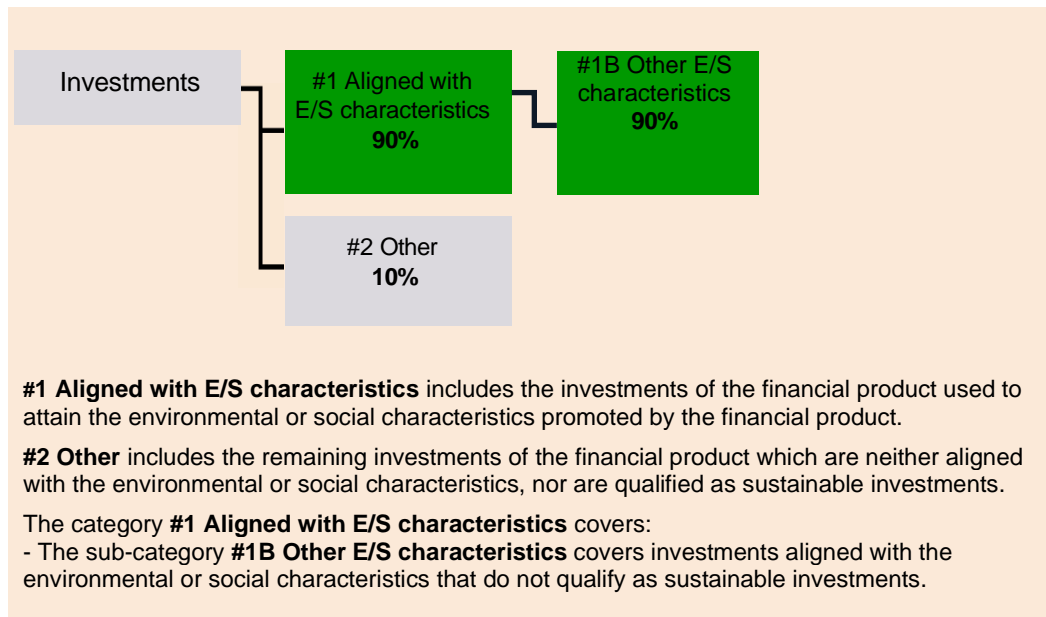 Investments
#1 Aligned with
E/S characteristics
90%
#1B Other E/S
characteristics
90%
#2 Other
10%
#1 Aligned with E/S characteristics includes the investments of the financial product used to
attain the environmental or social characteristics promoted by the financial product.
#2 Other includes the remaining investments of the financial product which are neither aligned
with the environmental or social characteristics, nor are qualified as sustainable investments.
The category #1 Aligned with E/S characteristics covers:
- The sub-category #1B Other E/S characteristics covers investments aligned with the
environmental or social characteristics that do not qualify as sustainable investments.